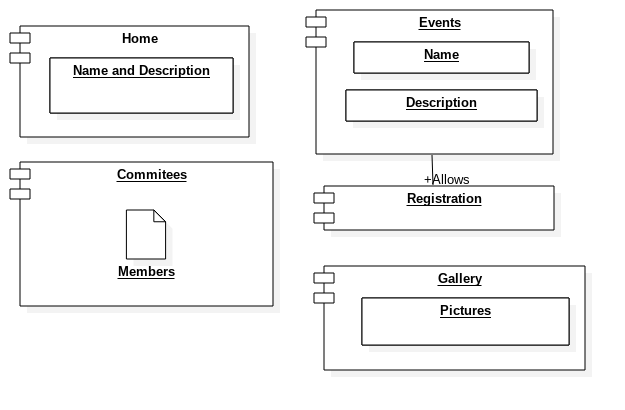 Home
Name and Description
Events
Name
Description
+Allows
Registration
Commitees
Members
Gallery
Pictures